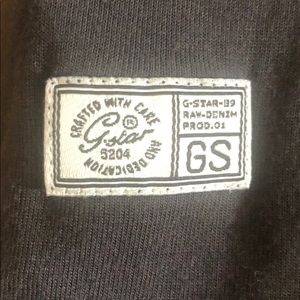 CRAFTED WITH CARE
G-Star ®
5204
AND DEDICATION
G-STAR-89
RAW-DENIM
PROD.01
GS